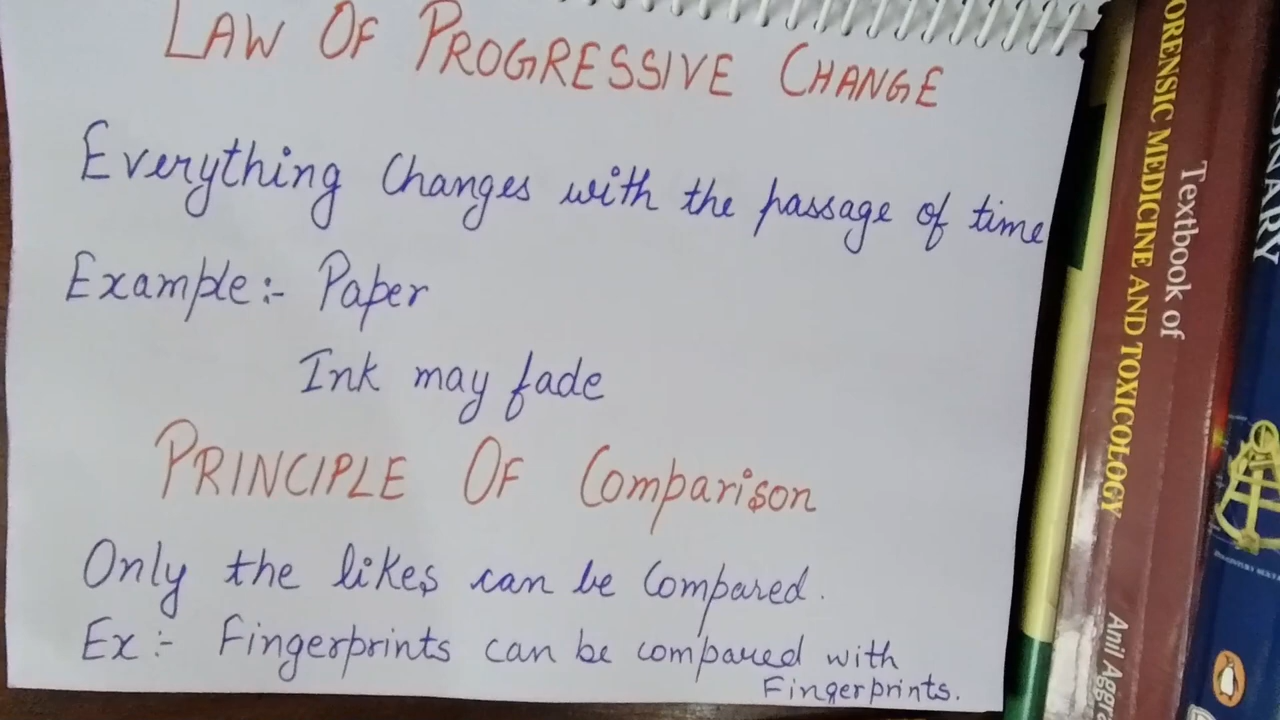 LAW OF PROGRESSIVE CHANGE
Everything Changes with the passage of time
Example:- Paper
Ink may fade
PRINCIPLE OF Comparison
Only the likes can be Compared.
Ex:- Fingerprints can be compared with
Fingerprints.
Textbook of
FORENSIC MEDICINE AND TOXICOLOGY
Anil